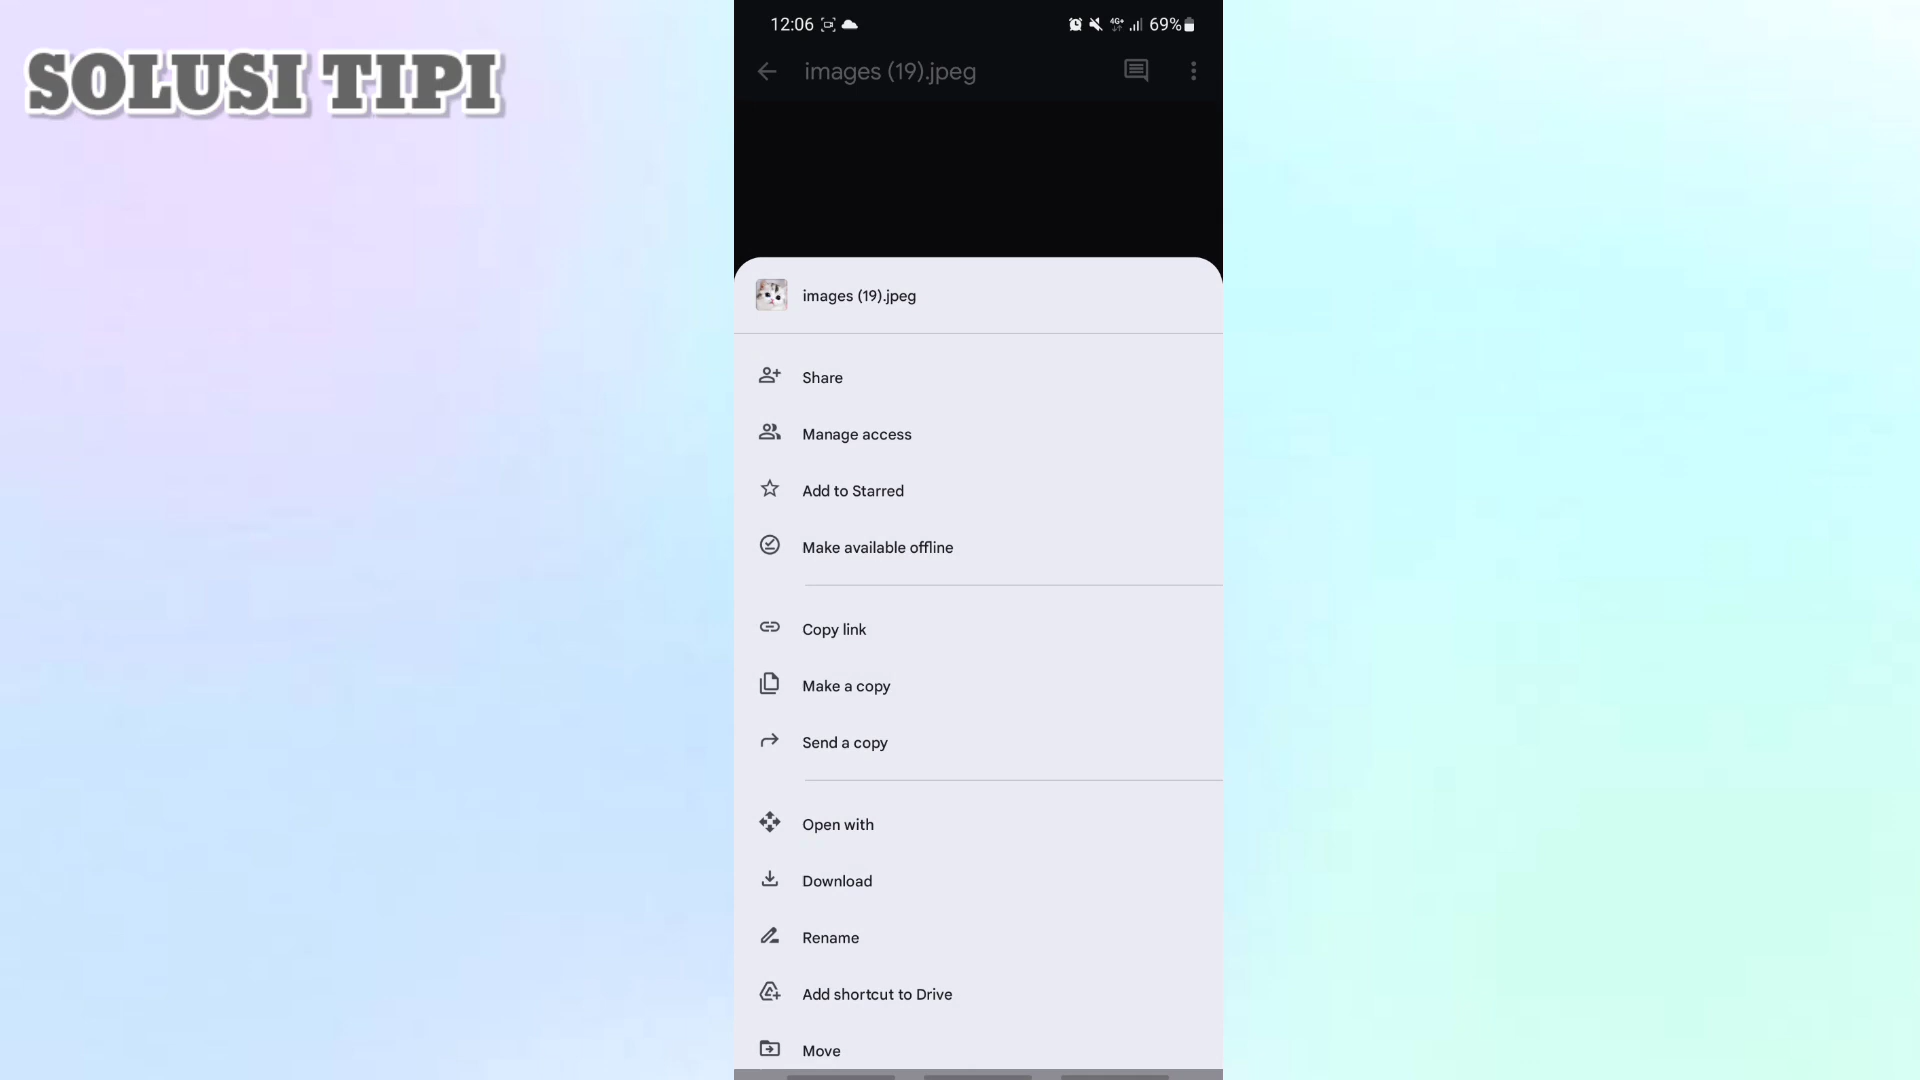 SOLUSI TIPI
12:06
4G+
69%
images (19).jpeg
images (19).jpeg
Share
Manage access
Add to Starred
Make available offline
Copy link
Make a copy
Send a copy
Open with
Download
Rename
Add shortcut to Drive
Move